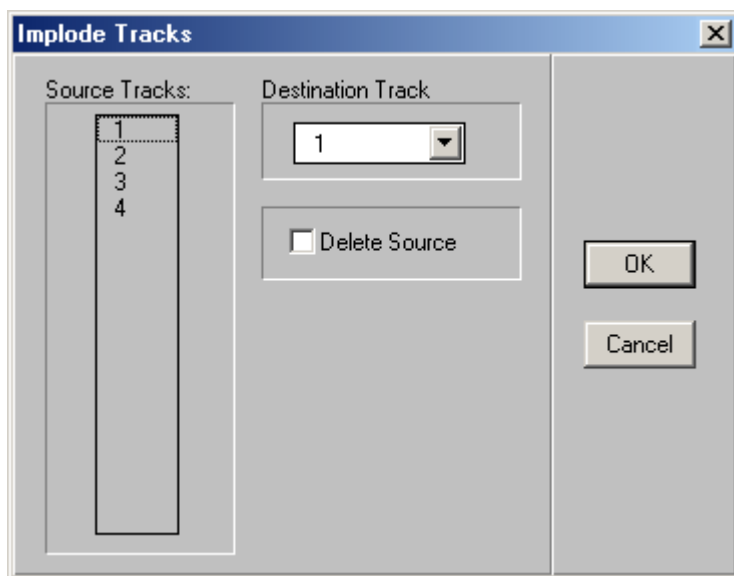 Implode Tracks
Source Tracks:
1
2
3
4
Destination Track
1
Delete Source
OK
Cancel